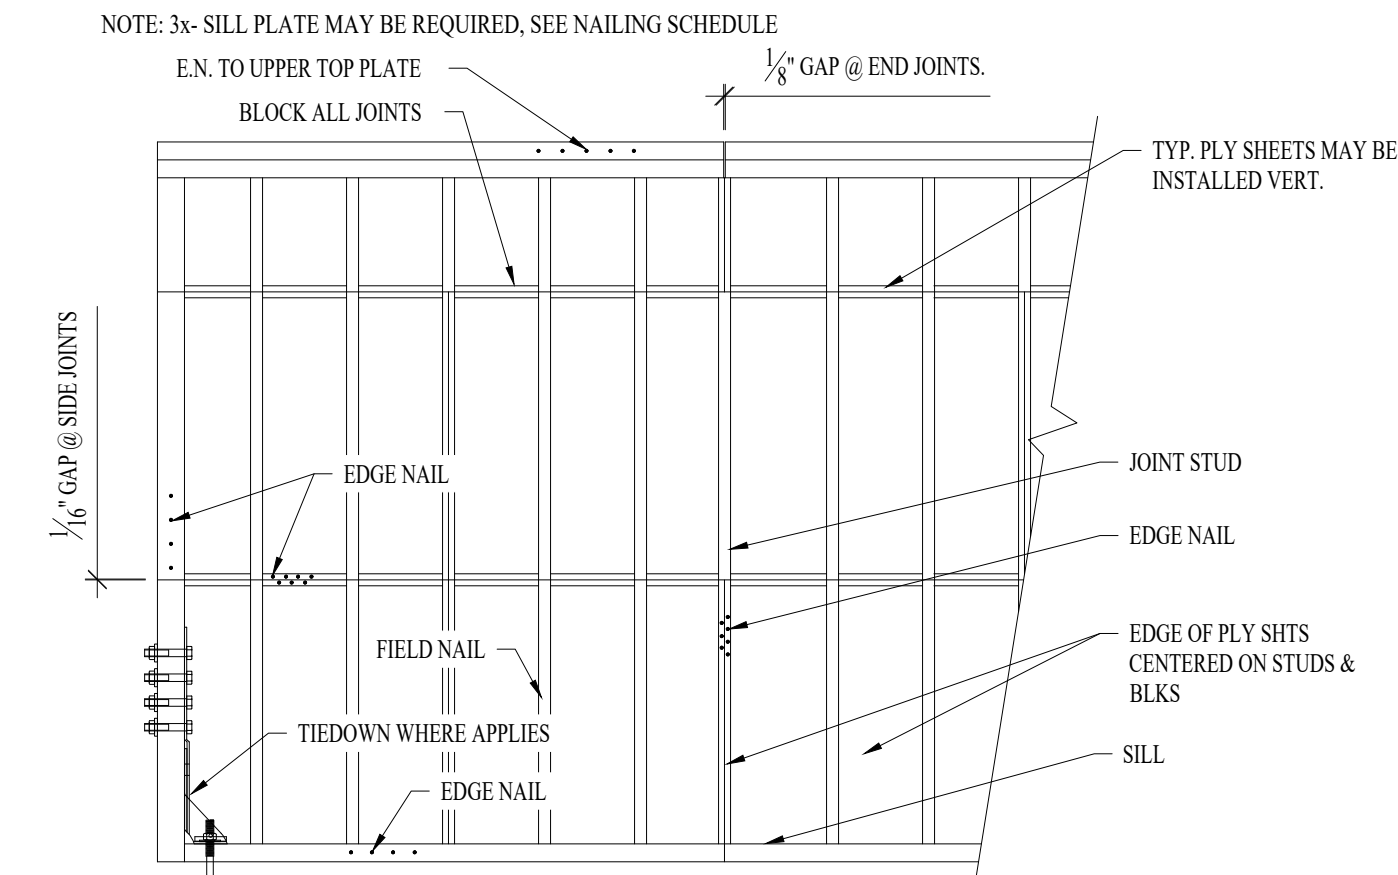 NOTE: 3x- SILL PLATE MAY BE REQUIRED, SEE NAILING SCHEDULE
E.N. TO UPPER TOP PLATE
1/8" GAP @ END JOINTS.
BLOCK ALL JOINTS
TYP. PLY SHEETS MAY BE
INSTALLED VERT.
1/16" GAP @ SIDE JOINTS
EDGE NAIL
JOINT STUD
EDGE NAIL
FIELD NAIL
EDGE OF PLY SHTS
CENTERED ON STUDS &
BLKS
TIEDOWN WHERE APPLIES
SILL
EDGE NAIL